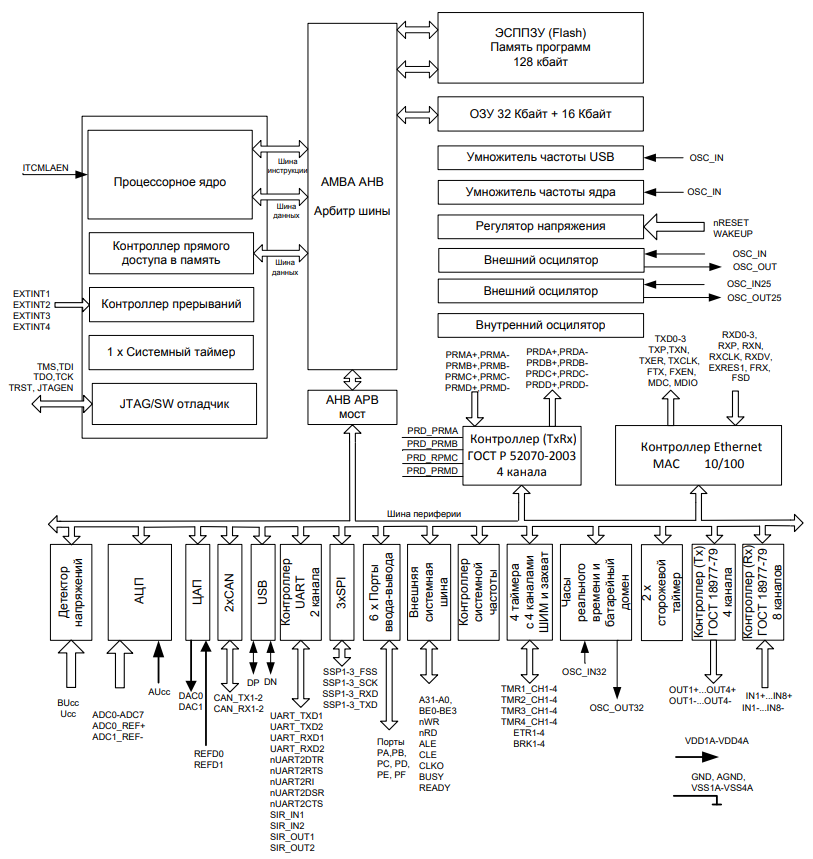 ЭСППЗУ (Flash)
Память программ
128 кбайт
ОЗУ 32 Кбайт + 16 Кбайт
Умножитель частоты USB
OSC_IN
Умножитель частоты ядра
OSC_IN
Регулятор напряжения
nRESET
WAKEUP
Внешний осцилятор
OSC_IN
OSC_OUT
Внешний осцилятор
OSC_IN25
OSC_OUT25
Внутренний осцилятор
AMBA AHB
Арбитр шины
ITCMLAEN
Процессорное ядро
Шина
инструкции
Шина
данных
Контроллер прямого
доступа в память
Шина
данных
EXTINT1
EXTINT2
EXTINT3
EXTINT4
Контроллер прерываний
1 x Системный таймер
TMS,TDI
TDO,TCK
TRST, JTAGEN
JTAG/SW отладчик
AHB APB
мост
PRMA+,PRMA-
PRMB+,PRMB-
PRMC+,PRMC-
PRMD+,PRMD-
PRDA+,PRDA-
PRDB+,PRDB-
PRDC+,PRDC-
PRDD+,PRDD-
TXD0-3
TXP,TXN,
TXER, TXCLK,
FTX, FXEN,
MDC, MDIO
RXD0-3,
RXP, RXN,
RXCLK, RXDV,
EXRES1, FRX,
FSD
PRD_PRMA
PRD_PRMB
PRD_RPMC
PRD_PRMD
Контроллер (TxRx)
ГОСТ Р 52070-2003
4 канала
Контроллер Ethernet
MAC 10/100
Шина периферии
Детектор
напряжений
АЦП
ЦАП
2xCAN
USB
Контроллер
UART
2 канала
3xSPI
6 x Порты
ввода-вывода
Внешняя
системная
шина
Контроллер
системной
частоты
4 таймера
с 4 каналами
ШИМ и захват
Часы
реального
времени и
батарейный
домен
2 x
сторожевой
таймер
Контроллер (Tx)
ГОСТ 18977-79
4 канала
Контроллер (Rx)
ГОСТ 18977-79
8 каналов
BUcc
Ucc
ADC0-ADC7
ADC0_REF+
ADC1_REF-
AUcc
DAC0
DAC1
REFD0
REFD1
CAN_TX1-2
CAN_RX1-2
DP
DN
UART_TXD1
UART_TXD2
UART_RXD1
UART_RXD2
nUART2DTR
nUART2RTS
nUART2RI
nUART2DSR
nUART2CTS
SIR_IN1
SIR_IN2
SIR_OUT1
SIR_OUT2
SSP1-3_FSS
SSP1-3_SCK
SSP1-3_RXD
SSP1-3_TXD
Порты
PA,PB,
PC, PD,
PE, PF
A31-A0,
BE0-BE3
nWR
nRD
ALE
CLE
CLKO
BUSY
READY
TMR1_CH1-4
TMR2_CH1-4
TMR3_CH1-4
TMR4_CH1-4
ETR1-4
BRK1-4
OSC_IN32
OSC_OUT32
OUT1+...OUT4+
OUT1-...OUT4-
IN1+...IN8+
IN1-...IN8-
VDD1A-VDD4A
GND, AGND,
VSS1A-VSS4A